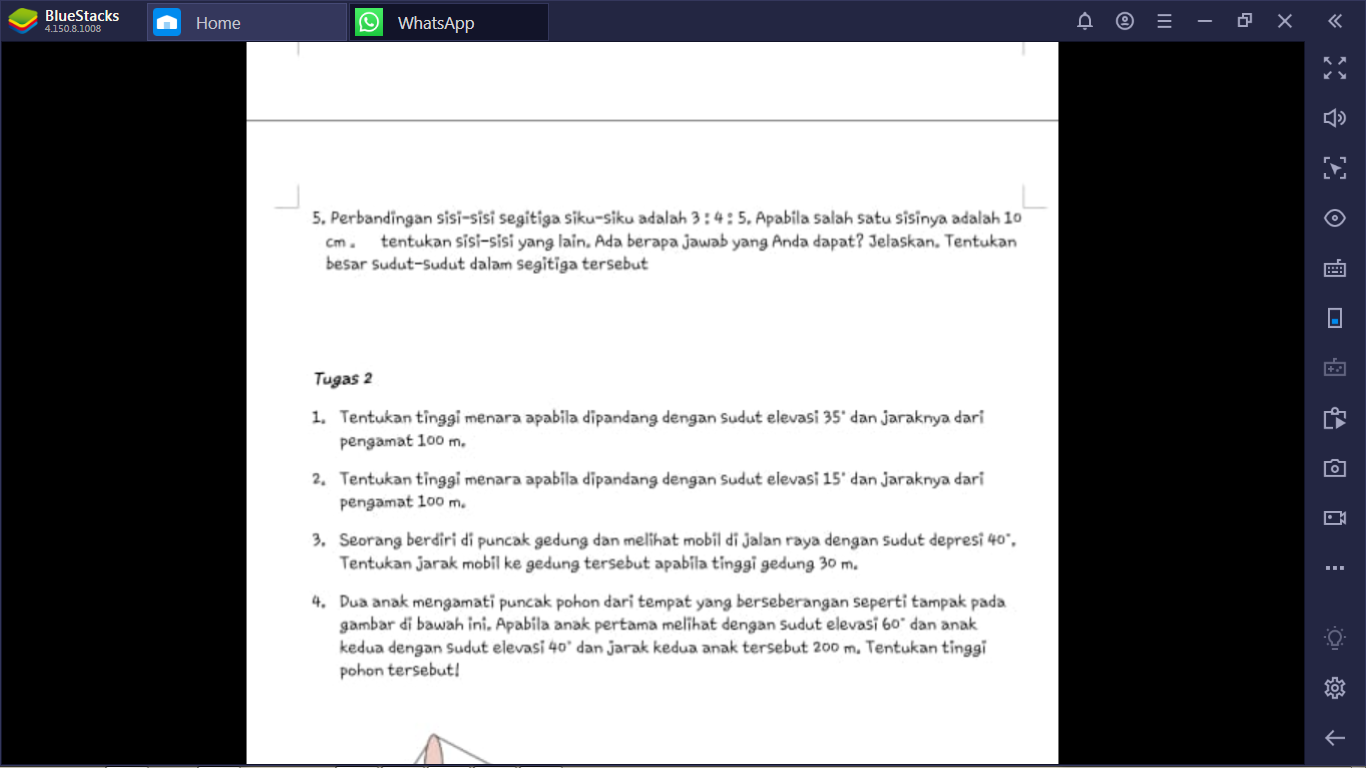 BlueStacks
4.150.8.1008
Home
WhatsApp
5. Perbandingan sisi-sisi segitiga siku-siku adalah 3 : 4 : 5. Apabila salah satu sisinya adalah 10
cm . tentukan sisi-sisi yang lain. Ada berapa jawab yang Anda dapat? Jelaskan. Tentukan
besar sudut-sudut dalam segitiga tersebut
Tugas 2
1. Tentukan tinggi menara apabila dipandang dengan sudut elevasi 35° dan jaraknya dari
pengamat 100 m.
2. Tentukan tinggi menara apabila dipandang dengan sudut elevasi 15° dan jaraknya dari
pengamat 100 m.
3. Seorang berdiri di puncak gedung dan melihat mobil di jalan raya dengan sudut depresi 40°.
Tentukan jarak mobil ke gedung tersebut apabila tinggi gedung 30 m.
4. Dua anak mengamati puncak pohon dari tempat yang berseberangan seperti tampak pada
gambar di bawah ini. Apabila anak pertama melihat dengan sudut elevasi 60° dan anak
kedua dengan sudut elevasi 40° dan jarak kedua anak tersebut 200 m. Tentukan tinggi
pohon tersebut!